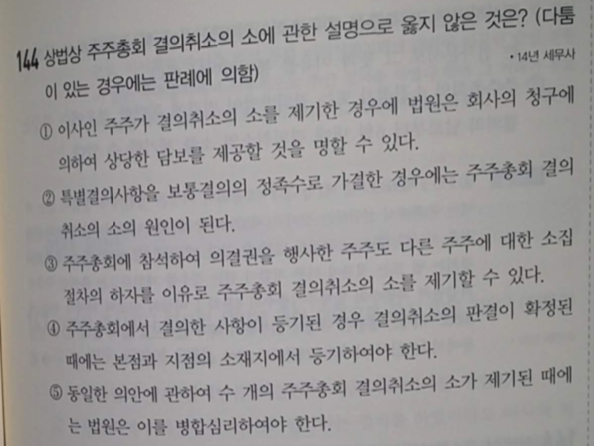 144 상법상 주주총회 결의취소의 소에 관한 설명으로 옳지 않은 것은? (다툼
이 있는 경우에는 판례에 의함)
• 14년 세무사
① 이사인 주주가 결의취소의 소를 제기한 경우에 법원은 회사의 청구에
의하여 상당한 담보를 제공할 것을 명할 수 있다.
② 특별결의사항을 보통결의의 정족수로 가결한 경우에는 주주총회 결의
취소의 소의 원인이 된다.
③ 주주총회에 참석하여 의결권을 행사한 주주도 다른 주주에 대한 소집
절차의 하자를 이유로 주주총회 결의취소의 소를 제기할 수 있다.
④ 주주총회에서 결의한 사항이 등기된 경우 결의취소의 판결이 확정된
때에는 본점과 지점의 소재지에서 등기하여야 한다.
⑤ 동일한 의안에 관하여 수 개의 주주총회 결의취소의 소가 제기된 때에
는 법원은 이를 병합심리하여야 한다.